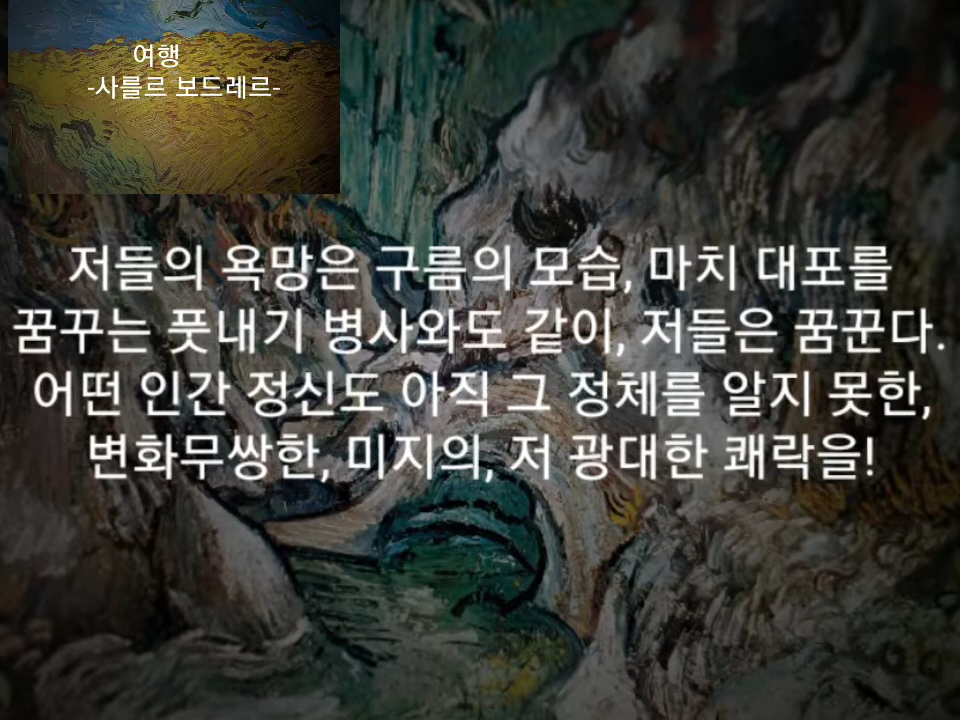 여행
-사를르 보드레르-
저들의 욕망은 구름의 모습, 마치 대포를
꿈꾸는 풋내기 병사와도 같이, 저들은 꿈꾼다.
어떤 인간 정신도 아직 그 정체를 알지 못한,
변화무쌍한, 미지의, 저 광대한 쾌락을!